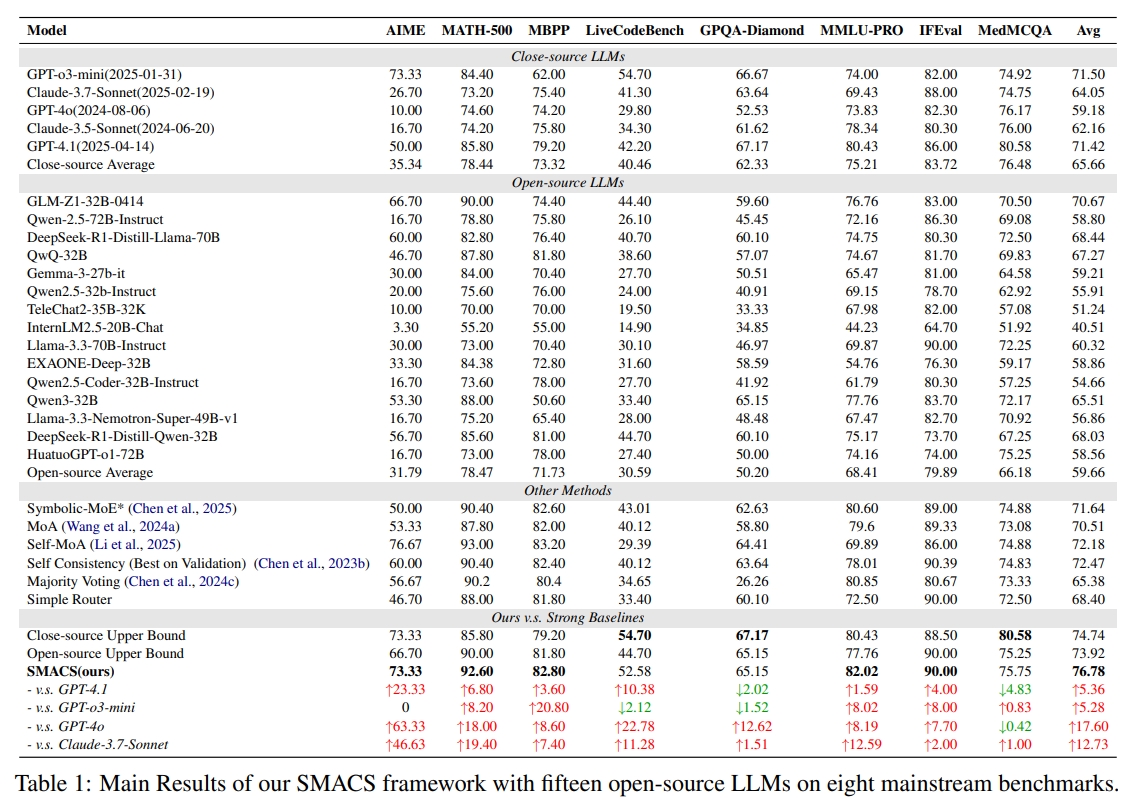 Model AIME MATH-500 MBPP LiveCodeBench GPQA-Diamond MMLU-PRO IFEval MedMCQA Avg
Close-source LLMs
GPT-o3-mini(2025-01-31) 73.33 84.40 62.00 54.70 66.67 74.00 82.00 74.92 71.50
Claude-3.7-Sonnet(2025-02-19) 26.70 73.20 75.40 41.30 63.64 69.43 88.00 74.75 64.05
GPT-4o(2024-08-06) 10.00 74.60 74.20 29.80 52.53 73.83 82.30 76.17 59.18
Claude-3.5-Sonnet(2024-06-20) 16.70 74.20 75.80 34.30 61.62 78.34 80.30 76.00 62.16
GPT-4.1(2025-04-14) 50.00 85.80 79.20 42.20 67.17 80.43 86.00 80.58 71.42
Close-source Average 35.34 78.44 73.32 40.46 62.33 75.21 83.72 76.48 65.66
Open-source LLMs
GLM-Z1-32B-0414 66.70 90.00 74.40 44.40 59.60 76.76 83.00 70.50 70.67
Qwen-2.5-72B-Instruct 16.70 78.80 75.80 26.10 45.45 72.16 86.30 69.08 58.80
DeepSeek-R1-Distill-Llama-70B 60.00 82.80 76.40 40.70 60.10 74.75 80.30 72.50 68.44
QwQ-32B 46.70 87.80 81.80 38.60 57.07 74.67 81.70 69.83 67.27
Gemma-3-27b-it 30.00 84.00 70.40 27.70 50.51 65.47 81.00 64.58 59.21
Qwen2.5-32b-Instruct 20.00 75.60 76.00 24.00 40.91 69.15 78.70 62.92 55.91
TeleChat2-35B-32K 10.00 70.00 70.00 19.50 33.33 67.98 82.00 57.08 51.24
InternLM2.5-20B-Chat 3.30 55.20 55.00 14.90 34.85 44.23 64.70 51.92 40.51
Llama-3.3-70B-Instruct 30.00 73.00 70.40 30.10 46.97 69.87 90.00 72.25 60.32
EXAONE-Deep-32B 33.30 84.38 72.80 31.60 58.59 54.76 76.30 59.17 58.86
Qwen2.5-Coder-32B-Instruct 16.70 73.60 78.00 27.70 41.92 61.79 80.30 57.25 54.66
Qwen3-32B 53.30 88.00 50.60 33.40 65.15 77.76 83.70 72.17 65.51
Llama-3.3-Nemotron-Super-49B-v1 16.70 75.20 65.40 28.00 48.48 67.47 82.70 70.92 56.86
DeepSeek-R1-Distill-Qwen-32B 56.70 85.60 81.00 44.70 60.10 75.17 73.70 67.25 68.03
HuatuoGPT-o1-72B 16.70 73.00 78.00 27.40 50.00 74.16 74.00 75.25 58.56
Open-source Average 31.79 78.47 71.73 30.59 50.20 68.41 79.89 66.18 59.66
Other Methods
Symbolic-MoE* (Chen et al., 2025) 50.00 90.40 82.60 43.01 62.63 80.60 89.00 74.88 71.64
MoA (Wang et al., 2024a) 53.33 87.80 82.00 40.12 58.80 79.6 89.33 73.08 70.51
Self-MoA (Li et al., 2025) 76.67 93.00 83.20 29.39 64.41 69.89 86.00 74.88 72.18
Self Consistency (Best on Validation) (Chen et al., 2023b) 60.00 90.40 82.40 40.12 63.64 78.01 90.39 74.83 72.47
Majority Voting (Chen et al., 2024c) 56.67 90.2 80.4 34.65 26.26 80.85 80.67 73.33 65.38
Simple Router 46.70 88.00 81.80 33.40 60.10 72.50 90.00 72.50 68.40
Ours v.s. Strong Baselines
Close-source Upper Bound 73.33 85.80 79.20 54.70 67.17 80.43 88.50 80.58 74.74
Open-source Upper Bound 66.70 90.00 81.80 44.70 65.15 77.76 90.00 75.25 73.92
SMACS(ours) 73.33 92.60 82.80 52.58 65.15 82.02 90.00 75.75 76.78
- v.s. GPT-4.1 ↑23.33 ↑6.80 ↑3.60 ↑10.38 ↓2.02 ↑1.59 ↑4.00 ↓4.83 ↑5.36
- v.s. GPT-o3-mini 0 ↑8.20 ↑20.80 ↓2.12 ↓1.52 ↑8.02 ↑8.00 ↑0.83 ↑5.28
- v.s. GPT-4o ↑63.33 ↑18.00 ↑8.60 ↑22.78 ↑12.62 ↑8.19 ↑7.70 ↓0.42 ↑17.60
- v.s. Claude-3.7-Sonnet ↑46.63 ↑19.40 ↑7.40 ↑11.28 ↑1.51 ↑12.59 ↑2.00 ↑1.00 ↑12.73
Table 1: Main Results of our SMACS framework with fifteen open-source LLMs on eight mainstream benchmarks.